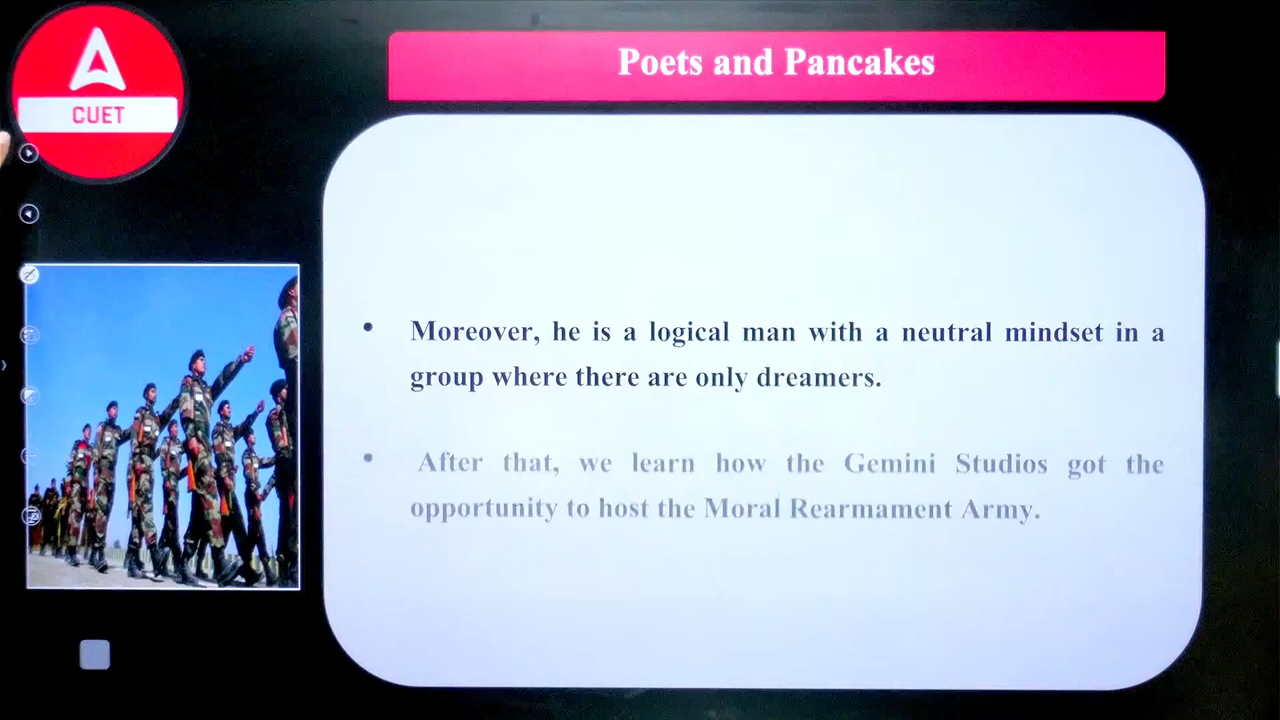 CUET
Poets and Pancakes
• Moreover, he is a logical man with a neutral mindset in a
group where there are only dreamers.
• After that, we learn how the Gemini Studios got the
opportunity to host the Moral Rearmament Army.